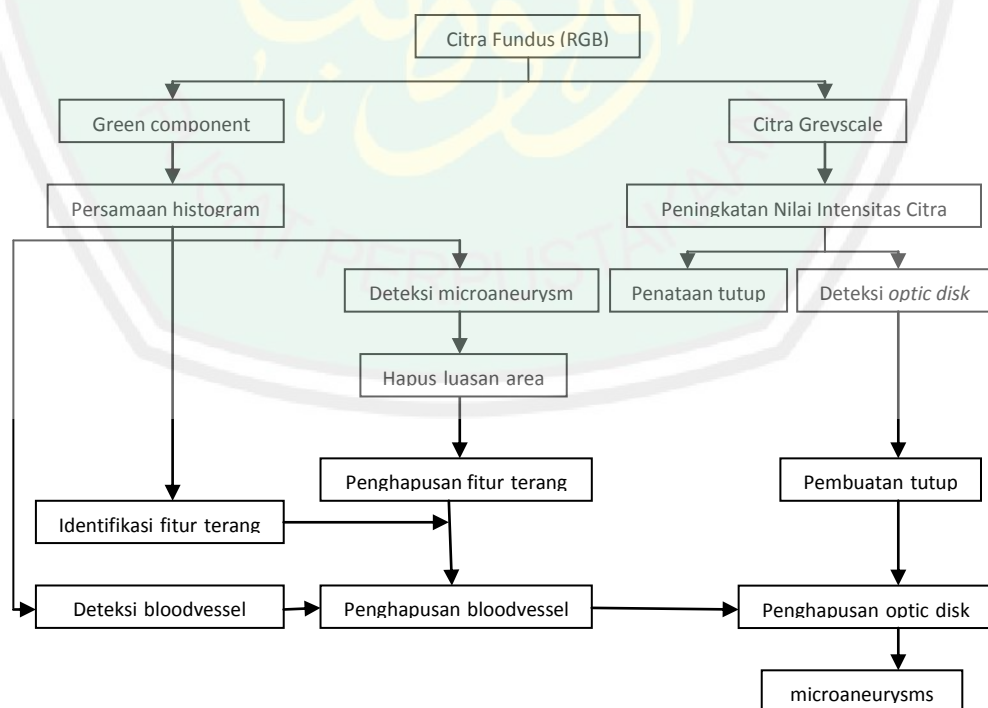 Citra Fundus (RGB)
Green component
Citra Greyscale
Persamaan histogram
Peningkatan Nilai Intensitas Citra
Deteksi microaneurysm
Penataan tutup
Deteksi optic disk
Hapus luasan area
Penghapusan fitur terang
Pembuatan tutup
Identifikasi fitur terang
Deteksi bloodvessel
Penghapusan bloodvessel
Penghapusan optic disk
microaneurysms
PUSAT PERPUSTAKAAN